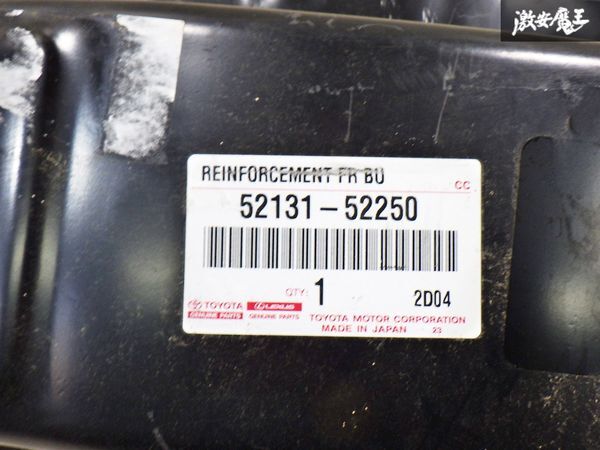 激安魔王
REINFORCEMENT FR BU
CC
52131-52250
QTY: 1
2D04
TOYOTA
GENUINE PARTS
LEXUS
GENUINE PARTS
TOYOTA MOTOR CORPORATION
MADE IN JAPAN
23